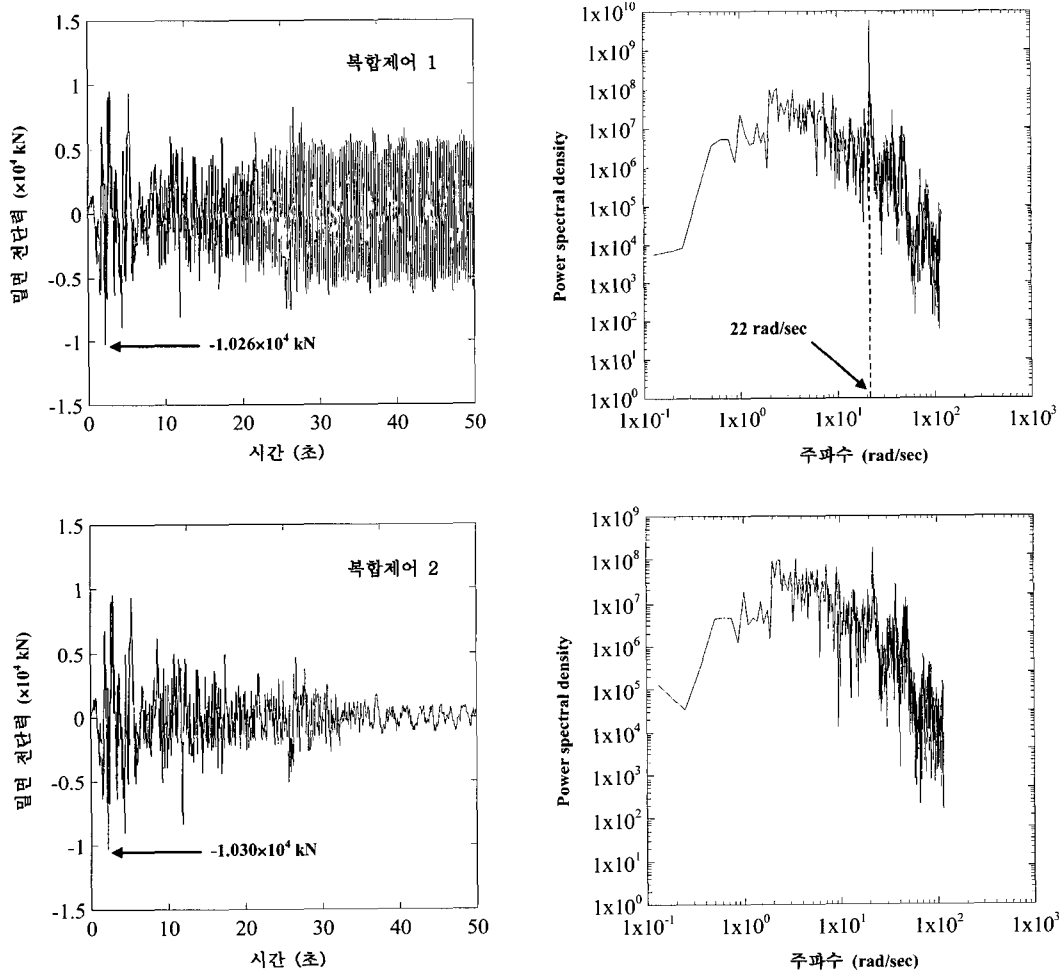 1.5
1
0.5
0
-0.5
-1
-1.5
밑면 전단력 (×10⁴ kN)
복합제어 1
-1.026×10⁴ kN
0 10 20 30 40 50
시간 (초)
1x10¹⁰
1x10⁹
1x10⁸
1x10⁷
1x10⁶
1x10⁵
1x10⁴
1x10³
1x10²
1x10¹
1x10⁰
Power spectral density
22 rad/sec
1x10⁻¹ 1x10⁰ 1x10¹ 1x10² 1x10³
주파수 (rad/sec)
1.5
1
0.5
0
-0.5
-1
-1.5
밑면 전단력 (×10⁴ kN)
복합제어 2
-1.030×10⁴ kN
0 10 20 30 40 50
시간 (초)
1x10⁹
1x10⁸
1x10⁷
1x10⁶
1x10⁵
1x10⁴
1x10³
1x10²
1x10¹
1x10⁰
Power spectral density
1x10⁻¹ 1x10⁰ 1x10¹ 1x10² 1x10³
주파수 (rad/sec)